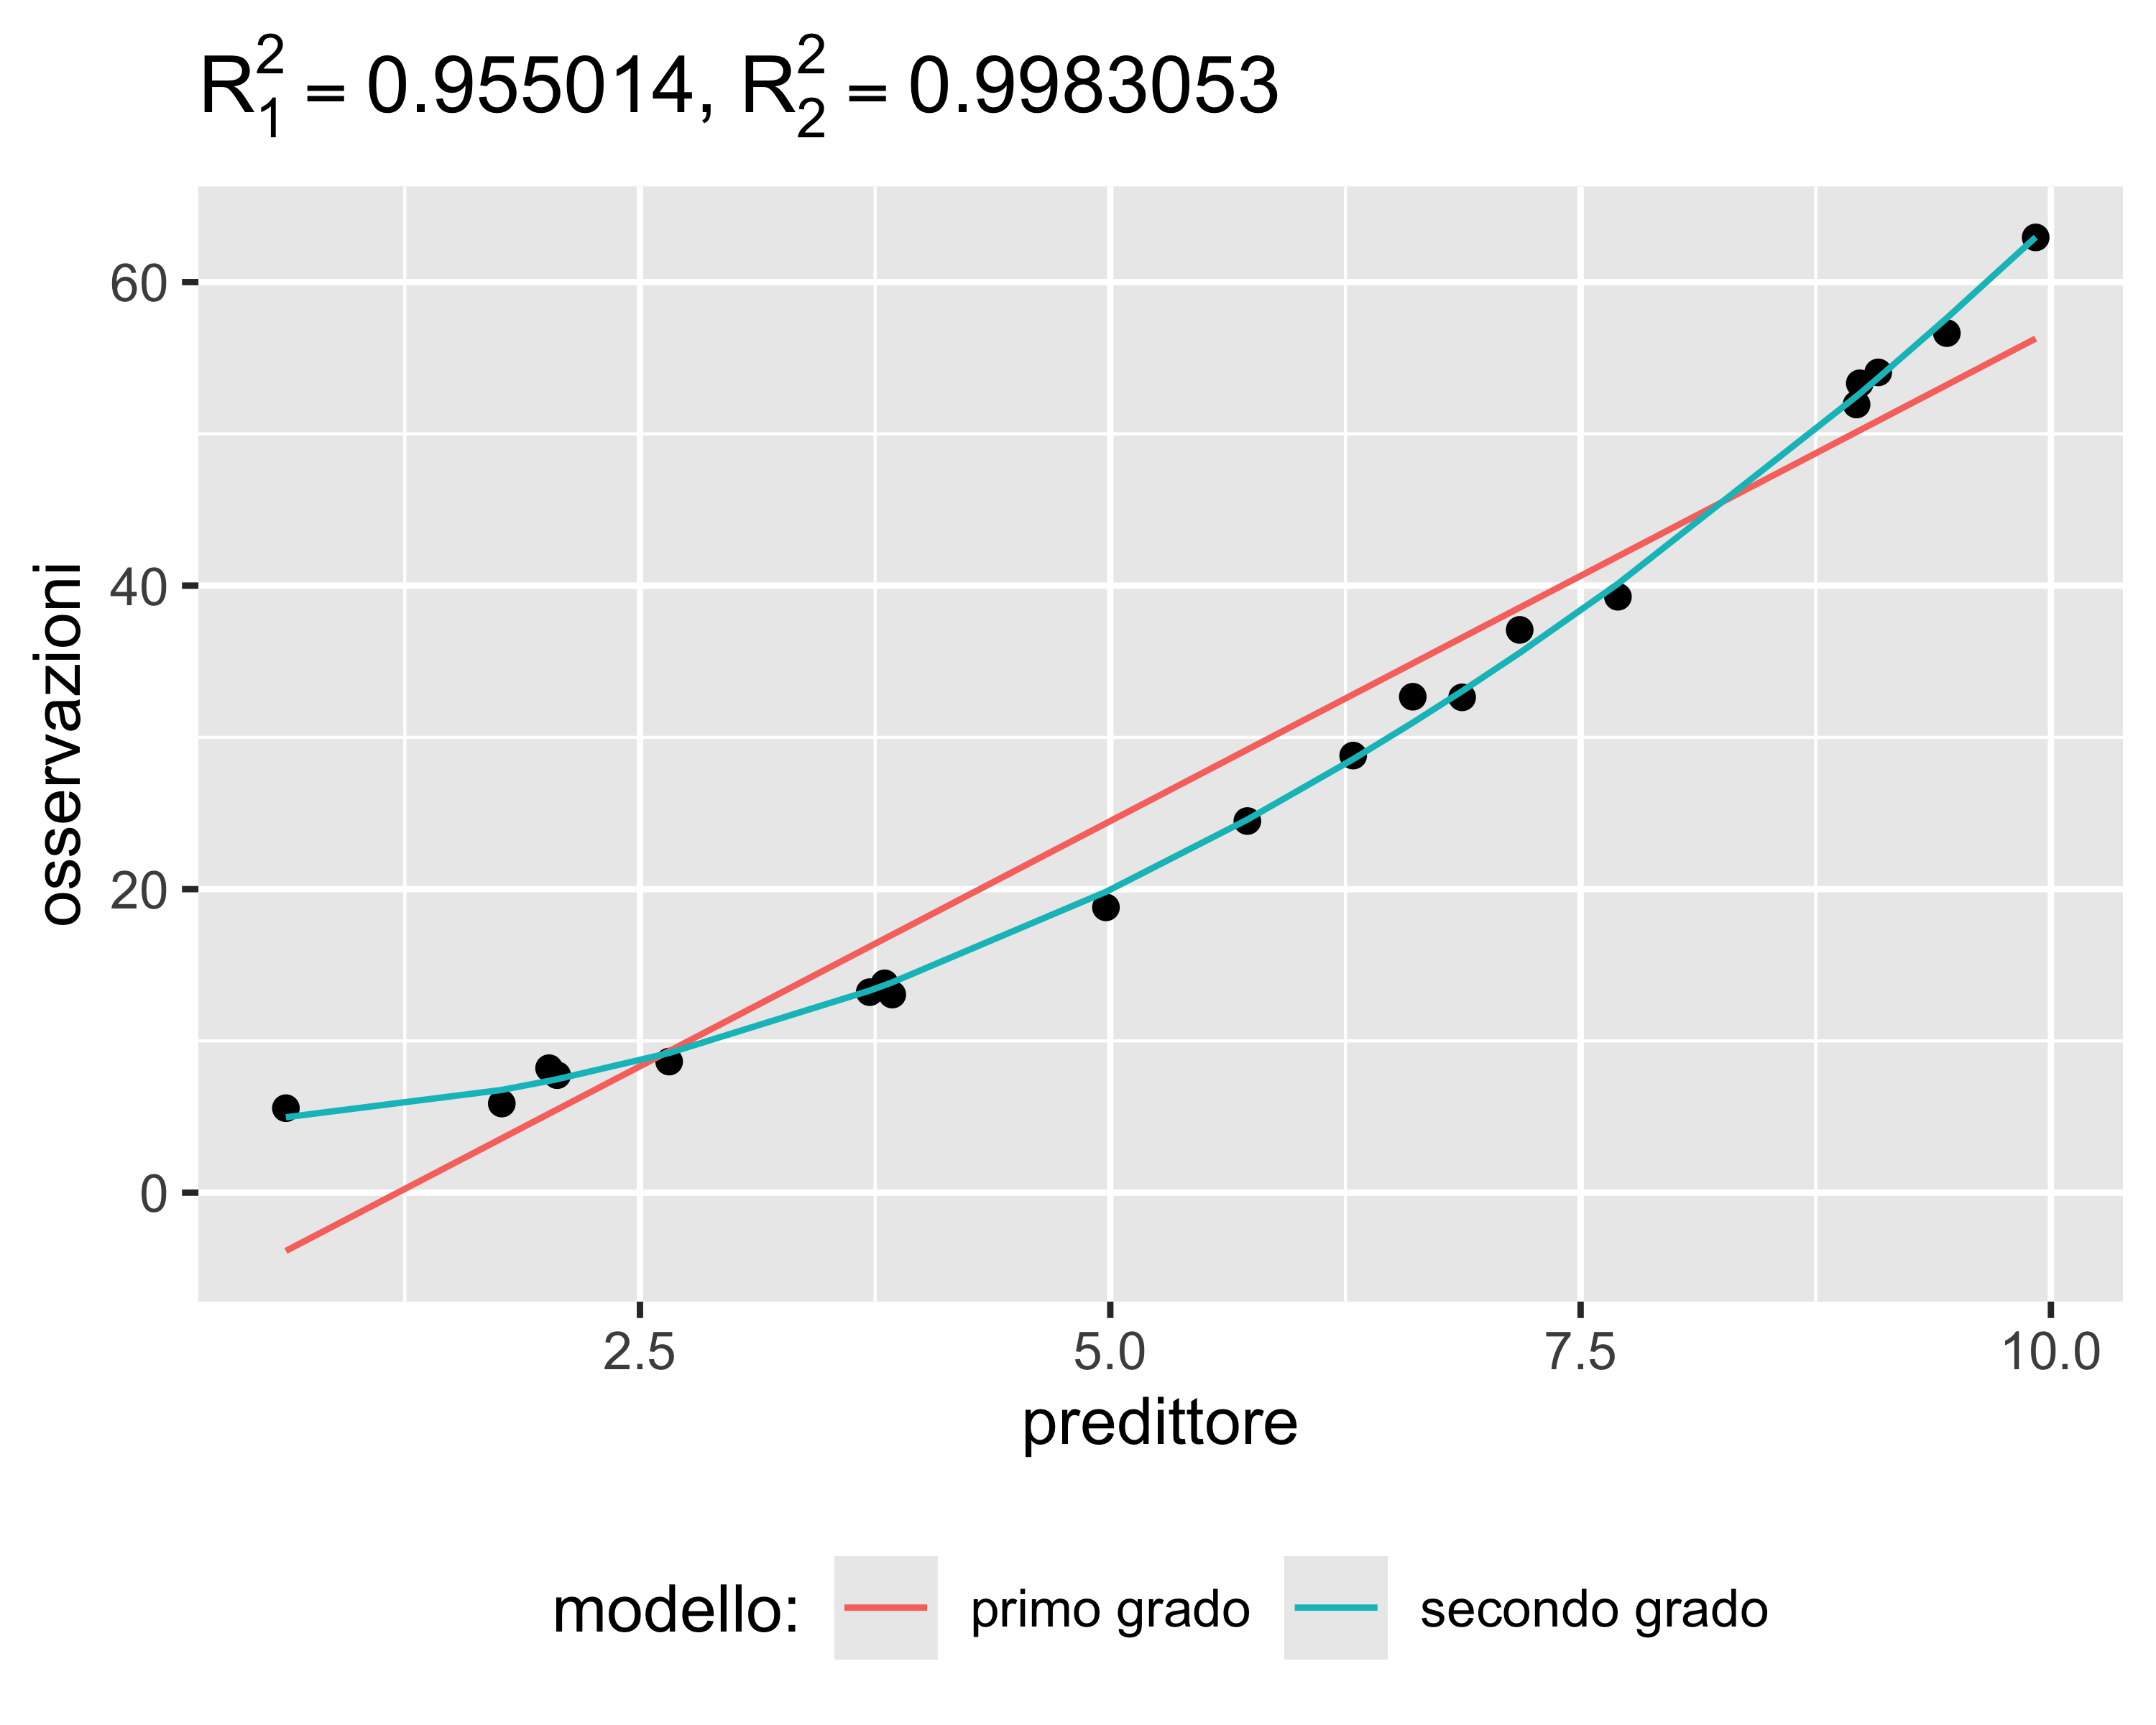 R₁² = 0.955014, R₂² = 0.9983053
60
40
20
0
osservazioni
2.5 5.0 7.5 10.0
predittore
modello: primo grado secondo grado